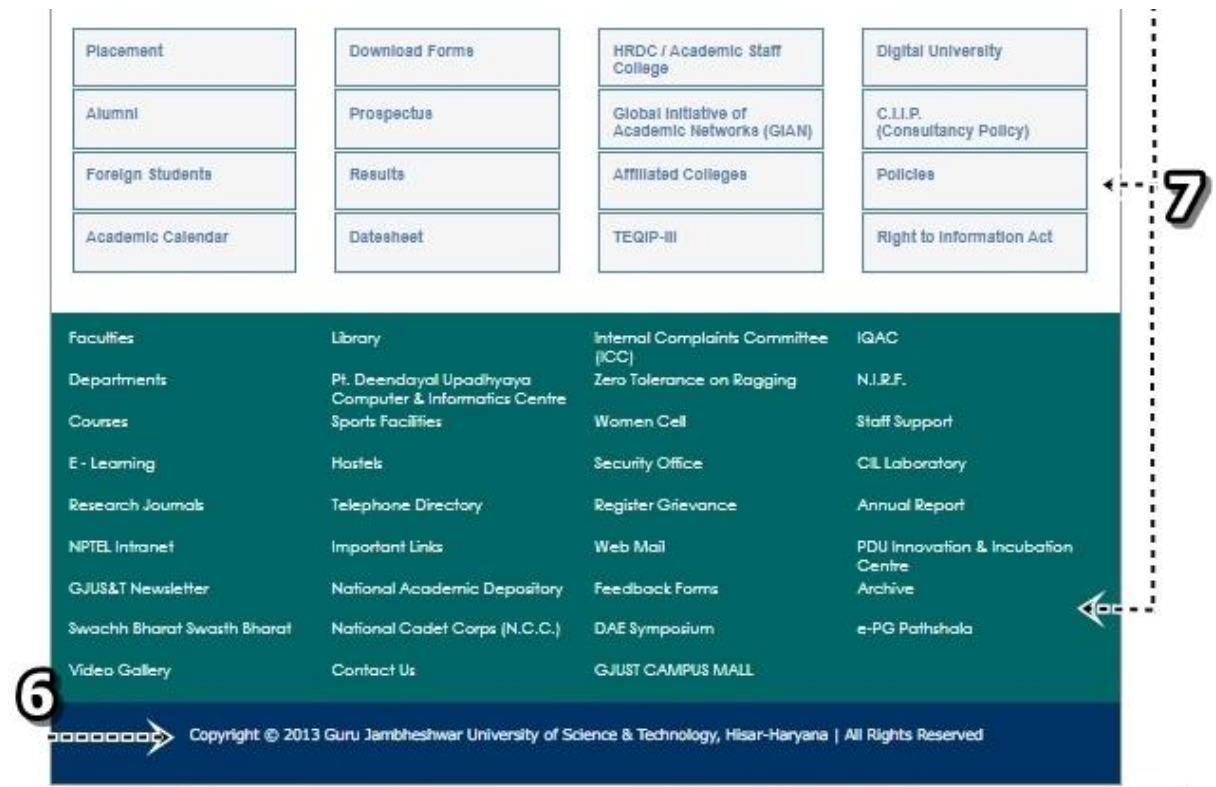 Placement
Download Forms
HRDC / Academic Staff
College
Digital University
Alumni
Prospectus
Global Initiative of
Academic Networks (GIAN)
C.I.I.P.
(Consultancy Policy)
Foreign Students
Results
Affiliated Colleges
Policies
7
Academic Calendar
Datesheet
TEQIP-III
Right to Information Act
Faculties
Library
Internal Complaints Committee
(ICC)
IQAC
Departments
Pt. Deendayal Upadhyaya
Computer & Informatics Centre
Zero Tolerance on Ragging
N.I.R.F.
Courses
Sports Facilities
Women Cell
Staff Support
E - Learning
Hostels
Security Office
CIL Laboratory
Research Journals
Telephone Directory
Register Grievance
Annual Report
NPTEL Intranet
Important Links
Web Mail
PDU Innovation & Incubation
Centre
GJUS&T Newsletter
National Academic Depository
Feedback Forms
Archive
Swachh Bharat Swasth Bharat
National Cadet Corps (N.C.C.)
DAE Symposium
e-PG Pathshala
Video Gallery
Contact Us
GJUST CAMPUS MALL
6
Copyright © 2013 Guru Jambheshwar University of Science & Technology, Hisar-Haryana | All Rights Reserved